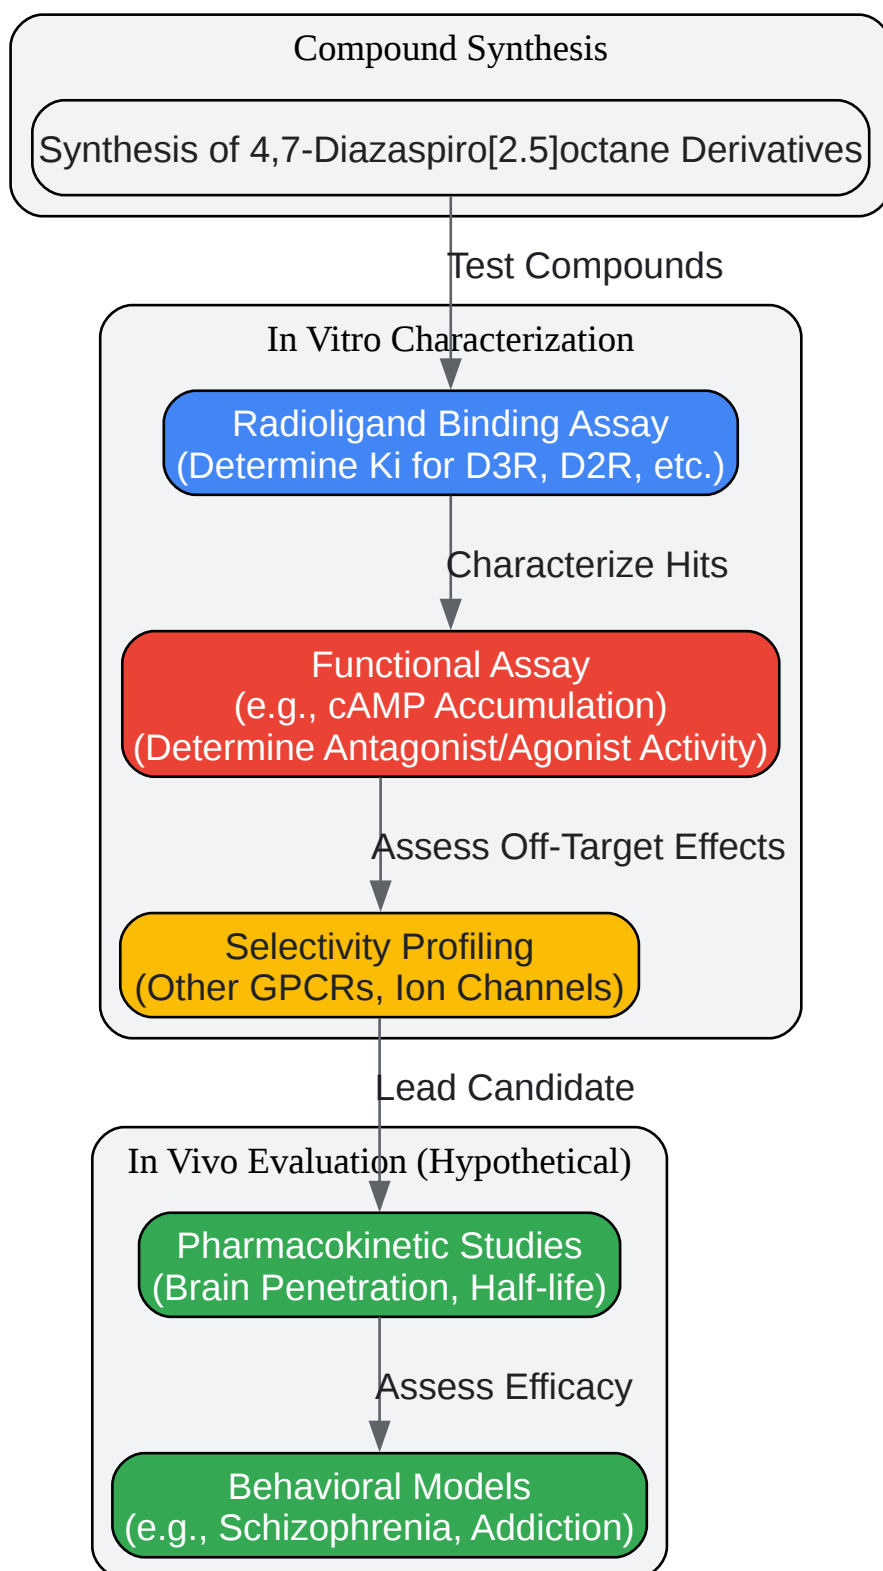 Compound Synthesis
Synthesis of 4,7-Diazaspiro[2.5]octane Derivatives
Test Compounds
In Vitro Characterization
Radioligand Binding Assay
(Determine Ki for D3R, D2R, etc.)
Characterize Hits
Functional Assay
(e.g., cAMP Accumulation)
(Determine Antagonist/Agonist Activity)
Assess Off-Target Effects
Selectivity Profiling
(Other GPCRs, Ion Channels)
Lead Candidate
In Vivo Evaluation (Hypothetical)
Pharmacokinetic Studies
(Brain Penetration, Half-life)
Assess Efficacy
Behavioral Models
(e.g., Schizophrenia, Addiction)